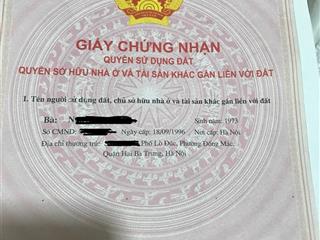 GIẤY CHỨNG NHẬN
QUYỀN SỬ DỤNG ĐẤT
QUYỀN SỞ HỮU NHÀ Ở VÀ TÀI SẢN KHÁC GẮN LIỀN VỚI ĐẤT
1. Tên người sử dụng đất, chủ sở hữu nhà ở và tài sản khác gắn liền với đất
Bà: N Sinh năm: 1973
Số CMND: Ngày cấp: 18/09/1996 Nơi cấp: Hà Nội
Địa chỉ thường trú: Phố Lò Đúc, Phường Đống Mác,
Quận Hai Bà Trưng, Hà Nội